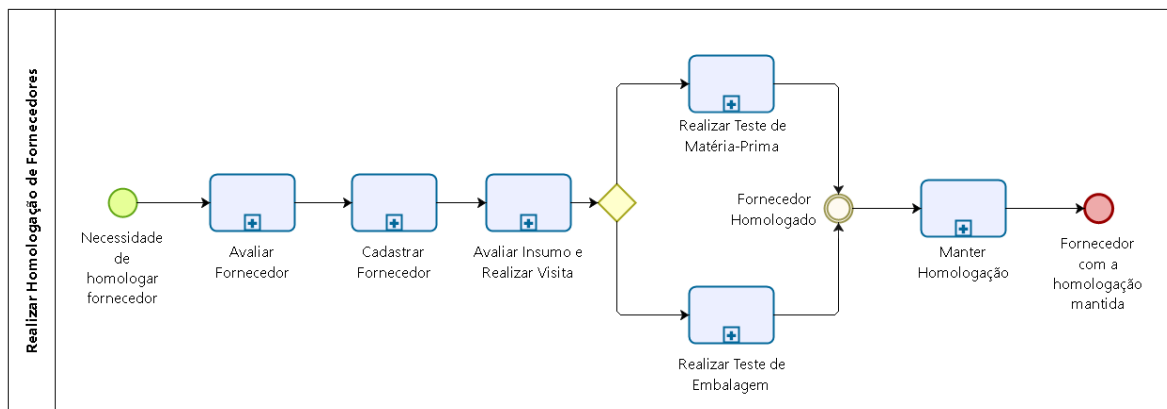 Realizar Homologação de Fornecedores
Necessidade
de
homologar
fornecedor
Avaliar
Fornecedor
Cadastrar
Fornecedor
Avaliar Insumo e
Realizar Visita
Realizar Teste de
Matéria-Prima
Realizar Teste de
Embalagem
Fornecedor
Homologado
Manter
Homologação
Fornecedor
com a
homologação
mantida